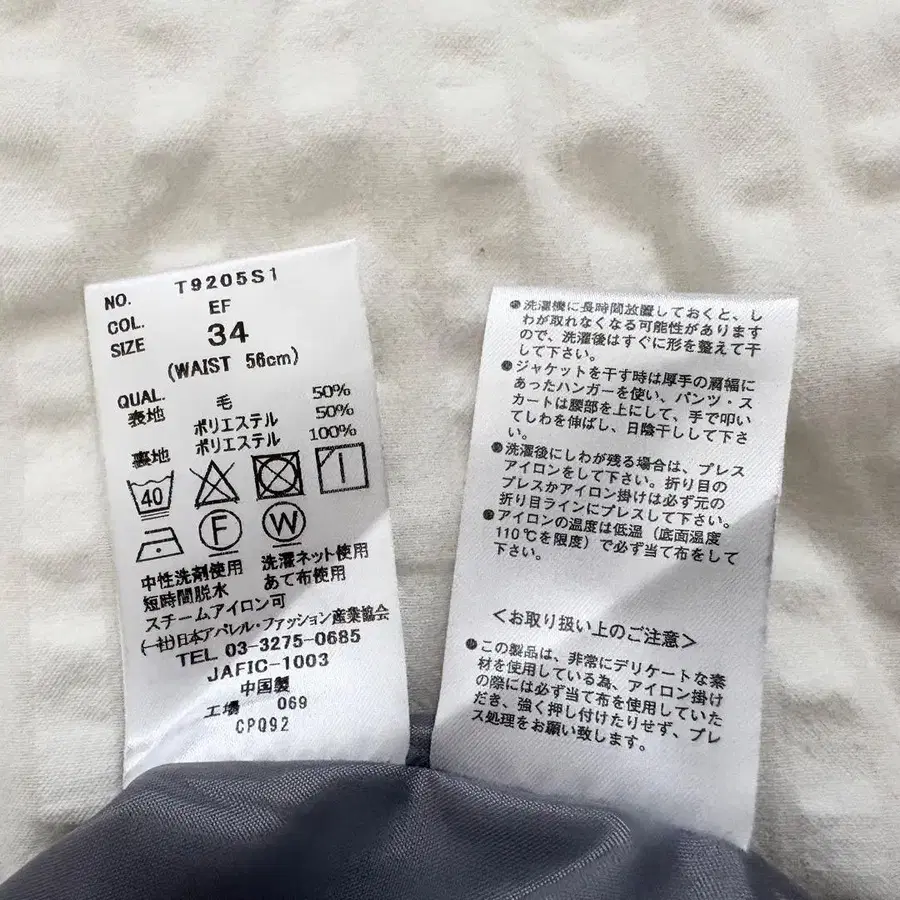 NO. T9205S1
COL. EF
SIZE 34
(WAIST 56cm)
QUAL.
表地 毛 50%
ポリエステル 50%
裏地 ポリエステル 100%
40
F W
中性洗剤使用 洗濯ネット使用
短時間脱水 あて布使用
スチームアイロン可
(一社)日本アパレル・ファッション産業協会
TEL 03-3275-0685
JAFIC-1003
中国製
工場 069
CPQ92
洗濯機に長時間放置しておくと、し
わが取れなくなる可能性があります
ので、洗濯後はすぐに形を整えて干
して下さい。
ジャケットを干す時は厚手の肩幅に
あったハンガーを使い、パンツ・ス
カートは腰部を上にして、手で叩い
てしわを伸ばし、日陰干しして下さ
い。
洗濯後にしわが残る場合は、プレス
アイロンをして下さい。折り目の
プレスかアイロン掛けは必ず元の
折り目ラインにプレスして下さい。
アイロンの温度は低温(底面温度
110℃を限度)で必ず当て布をして
下さい。
<お取り扱い上のご注意>
この製品は、非常にデリケートな素
材を使用している為、アイロン掛け
の際には必ず当て布を使用していた
だき、強く押し付けたりせず、プレ
ス処理をお願い致します。